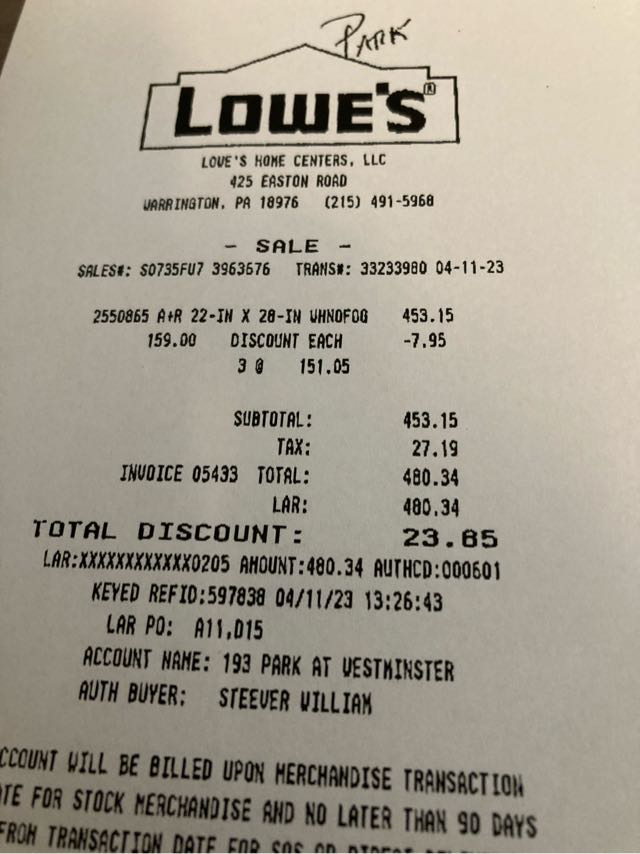 PARK
LOWE'S®
LOWE'S HOME CENTERS, LLC
425 EASTON ROAD
WARRINGTON, PA 18976 (215) 491-5968
- SALE -
SALES#: S0735FU7 3963676 TRANS#: 33233980 04-11-23
2550865 A+R 22-IN X 28-IN WHNOFOG 453.15
159.00 DISCOUNT EACH -7.95
3 @ 151.05
SUBTOTAL: 453.15
TAX: 27.19
INVOICE 05433 TOTAL: 480.34
LAR: 480.34
TOTAL DISCOUNT: 23.85
LAR:XXXXXXXXXXXX0205 AMOUNT:480.34 AUTHCD:000601
KEYED REFID:597838 04/11/23 13:26:43
LAR PO: A11,D15
ACCOUNT NAME: 193 PARK AT WESTMINSTER
AUTH BUYER: STEEVER WILLIAM
CCOUNT WILL BE BILLED UPON MERCHANDISE TRANSACTION
TE FOR STOCK MERCHANDISE AND NO LATER THAN 90 DAYS
FROM TRANSACTION DATE FOR SOS OR DIRECT